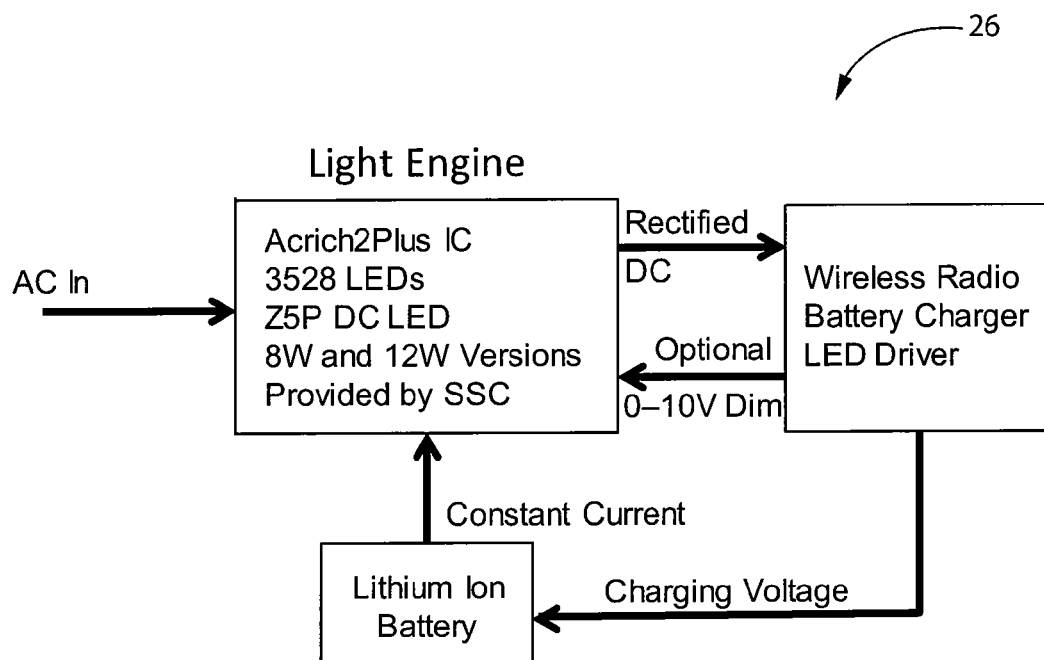 26
Light Engine
AC In
Acrich2Plus IC
3528 LEDs
Z5P DC LED
8W and 12W Versions
Provided by SSC
Rectified
DC
Optional
0–10V Dim
Wireless Radio
Battery Charger
LED Driver
Constant Current
Lithium Ion
Battery
Charging Voltage